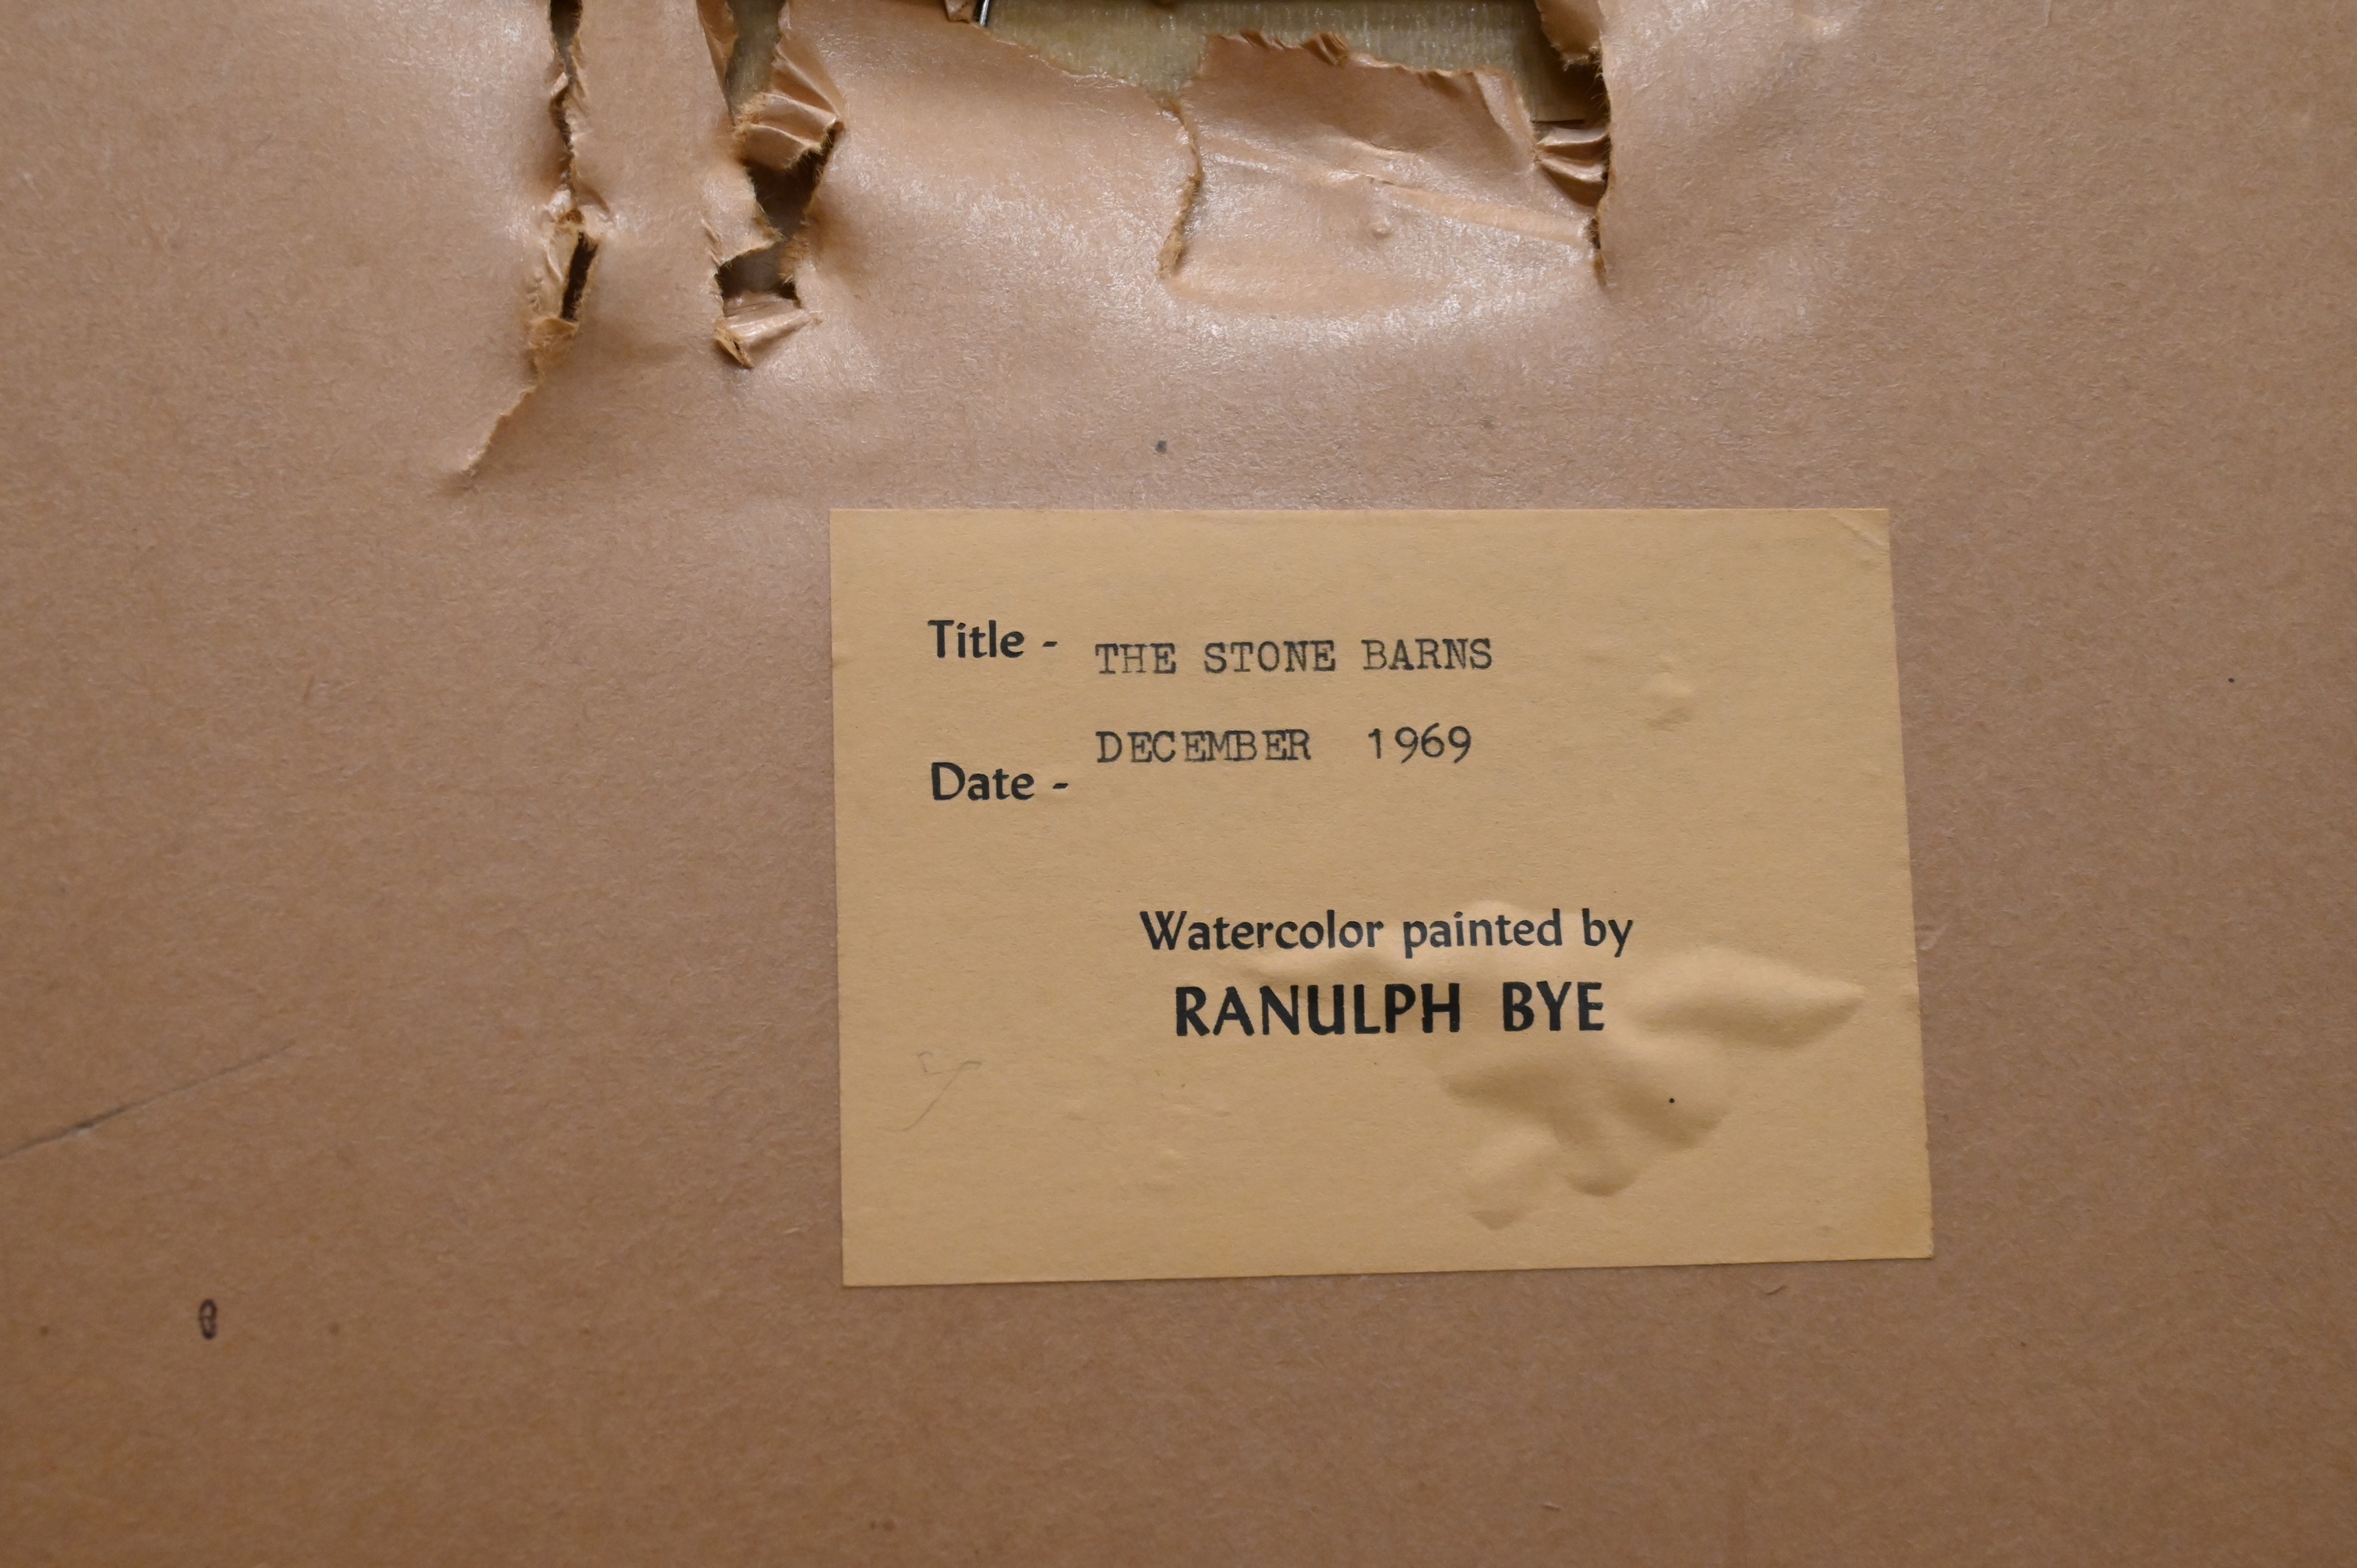 Title - THE STONE BARNS
DECEMBER 1969
Date -
Watercolor painted by
RANULPH BYE